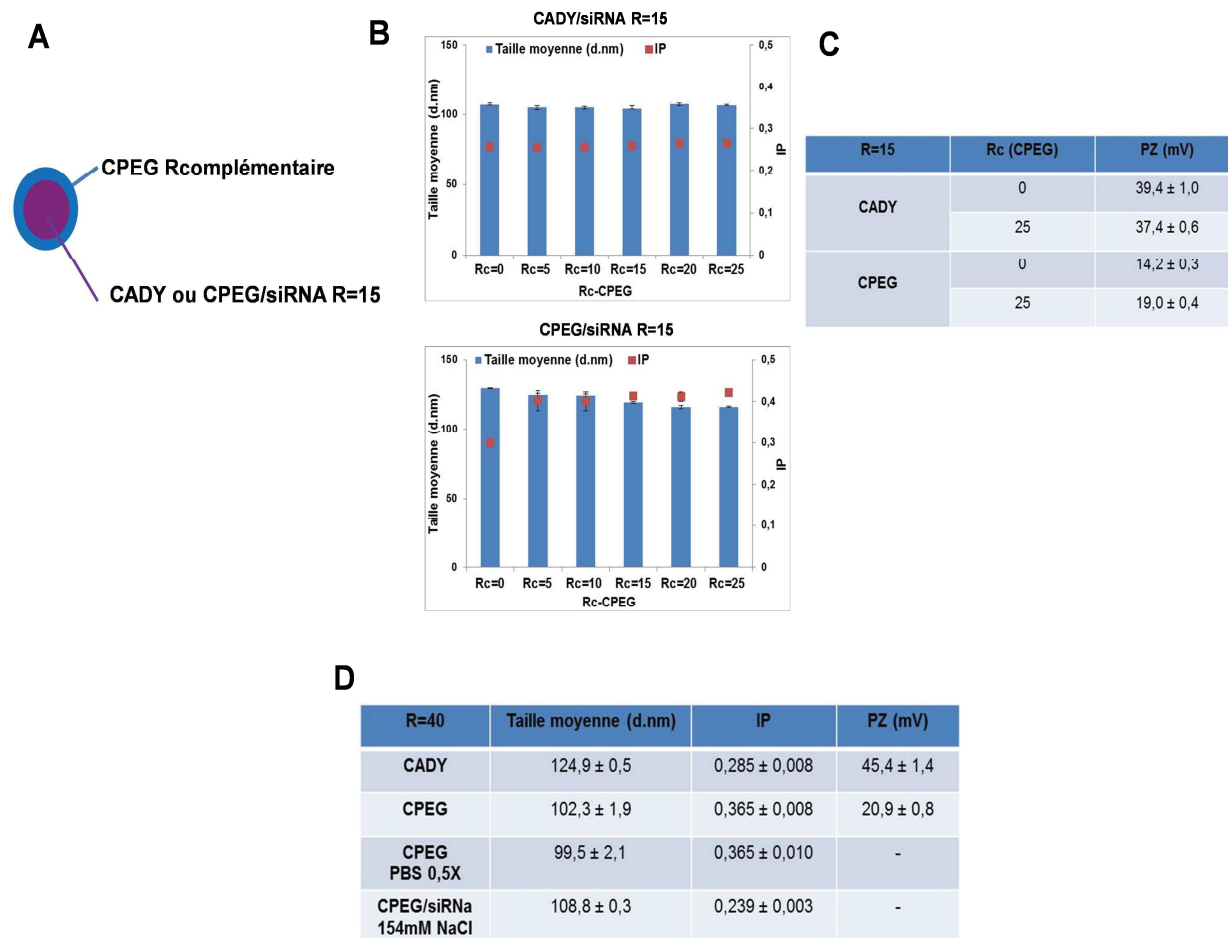 A
CPEG Rcomplémentaire
CADY ou CPEG/siRNA R=15
B
CADY/siRNA R=15
Taille moyenne (d.nm) IP
150
100
50
0
Taille moyenne (d.nm)
0,5
0,4
0,3
0,2
0,1
0
IP
Rc=0 Rc=5 Rc=10 Rc=15 Rc=20 Rc=25
Rc-CPEG
CPEG/siRNA R=15
Taille moyenne (d.nm) IP
150
100
50
0
Taille moyenne (d.nm)
0,5
0,4
0,3
0,2
0,1
0
IP
Rc=0 Rc=5 Rc=10 Rc=15 Rc=20 Rc=25
Rc-CPEG
C
R=15 Rc (CPEG) PZ (mV)
CADY
0 39,4 ± 1,0
25 37,4 ± 0,6
CPEG
0 14,2 ± 0,3
25 19,0 ± 0,4
D
R=40 Taille moyenne (d.nm) IP PZ (mV)
CADY 124,9 ± 0,5 0,285 ± 0,008 45,4 ± 1,4
CPEG 102,3 ± 1,9 0,365 ± 0,008 20,9 ± 0,8
CPEG
PBS 0,5X 99,5 ± 2,1 0,365 ± 0,010 -
CPEG/siRNa
154mM NaCl 108,8 ± 0,3 0,239 ± 0,003 -